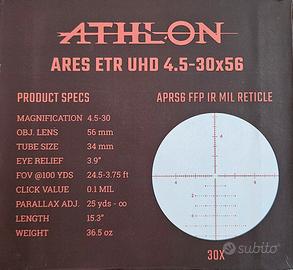 ATHLON
ARES ETR UHD 4.5-30x56
PRODUCT SPECS
MAGNIFICATION 4.5-30
OBJ. LENS 56 mm
TUBE SIZE 34 mm
EYE RELIEF 3.9"
FOV @100 YDS 24.5-3.75 ft
CLICK VALUE 0.1 MIL
PARALLAX ADJ. 25 yds - ∞
LENGTH 15.3"
WEIGHT 36.5 oz
APRS6 FFP IR MIL RETICLE
4
4
30X
subito